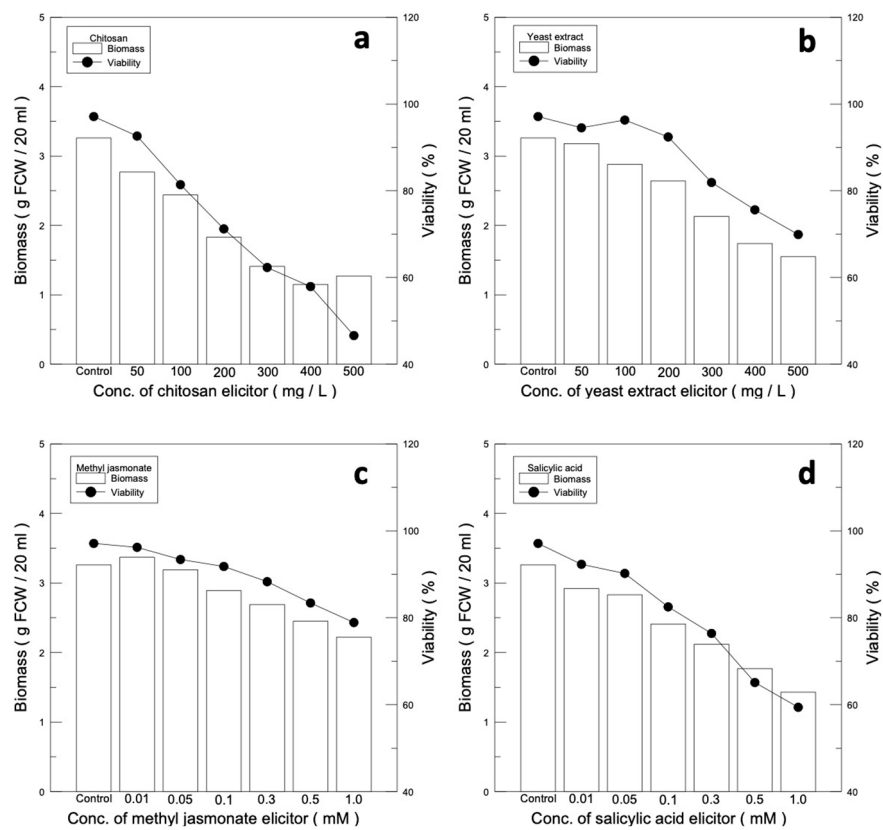 a
Chitosan
Biomass
Viability
5
4
3
2
1
0
Biomass ( g FCW / 20 ml )
120
100
80
60
40
Viability ( % )
Control 50 100 200 300 400 500
Conc. of chitosan elicitor ( mg / L )
b
Yeast extract
Biomass
Viability
5
4
3
2
1
0
Biomass ( g FCW / 20 ml )
120
100
80
60
40
Viability ( % )
Control 50 100 200 300 400 500
Conc. of yeast extract elicitor ( mg / L )
c
Methyl jasmonate
Biomass
Viability
5
4
3
2
1
0
Biomass ( g FCW / 20 ml )
120
100
80
60
40
Viability ( % )
Control 0.01 0.05 0.1 0.3 0.5 1.0
Conc. of methyl jasmonate elicitor ( mM )
d
Salicylic acid
Biomass
Viability
5
4
3
2
1
0
Biomass ( g FCW / 20 ml )
120
100
80
60
40
Viability ( % )
Control 0.01 0.05 0.1 0.3 0.5 1.0
Conc. of salicylic acid elicitor ( mM )